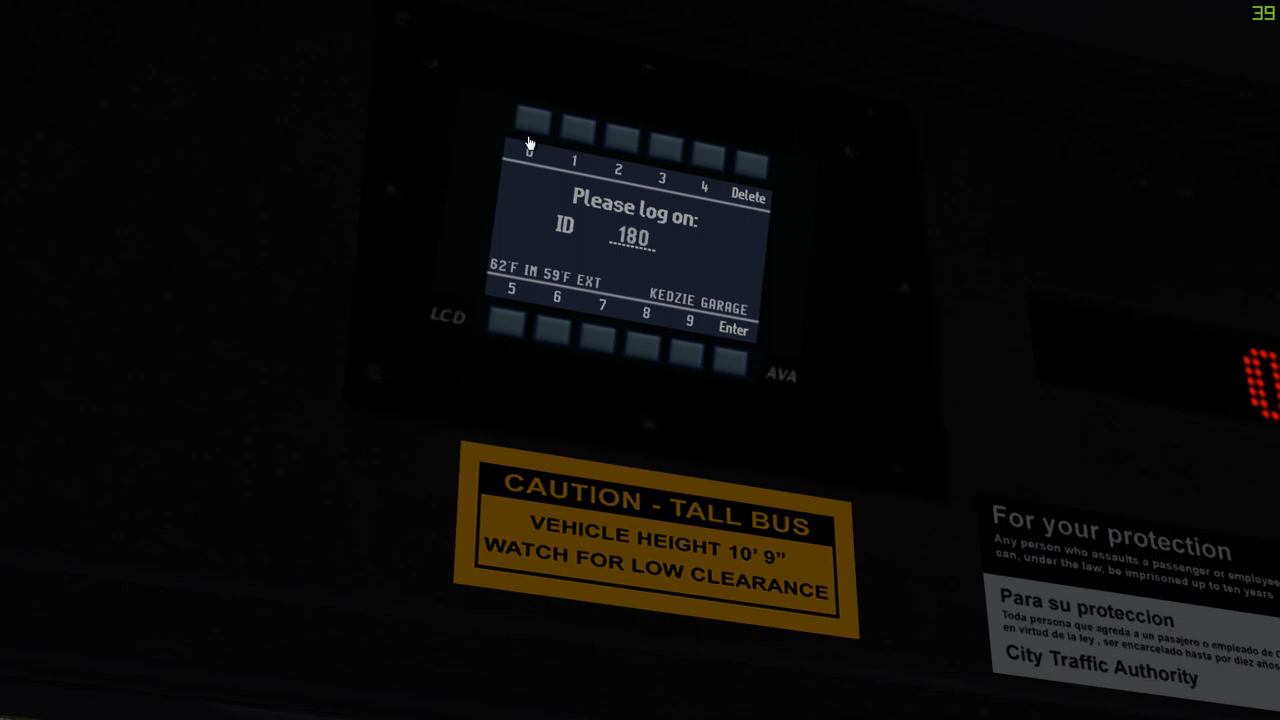 39
0 1 2 3 4 Delete
Please log on:
ID 180
62°F IN 59°F EXT KEDZIE GARAGE
5 6 7 8 9 Enter
LCD
AVA
0
CAUTION - TALL BUS
VEHICLE HEIGHT 10' 9”
WATCH FOR LOW CLEARANCE
For your protection
Any person who assaults a passenger or employee
can, under the law, be imprisoned up to ten years
Para su proteccion
Toda persona que agreda a un pasajero o empleado de
en virtud de la ley , ser encarcelado hasta por diez años
City Traffic Authority